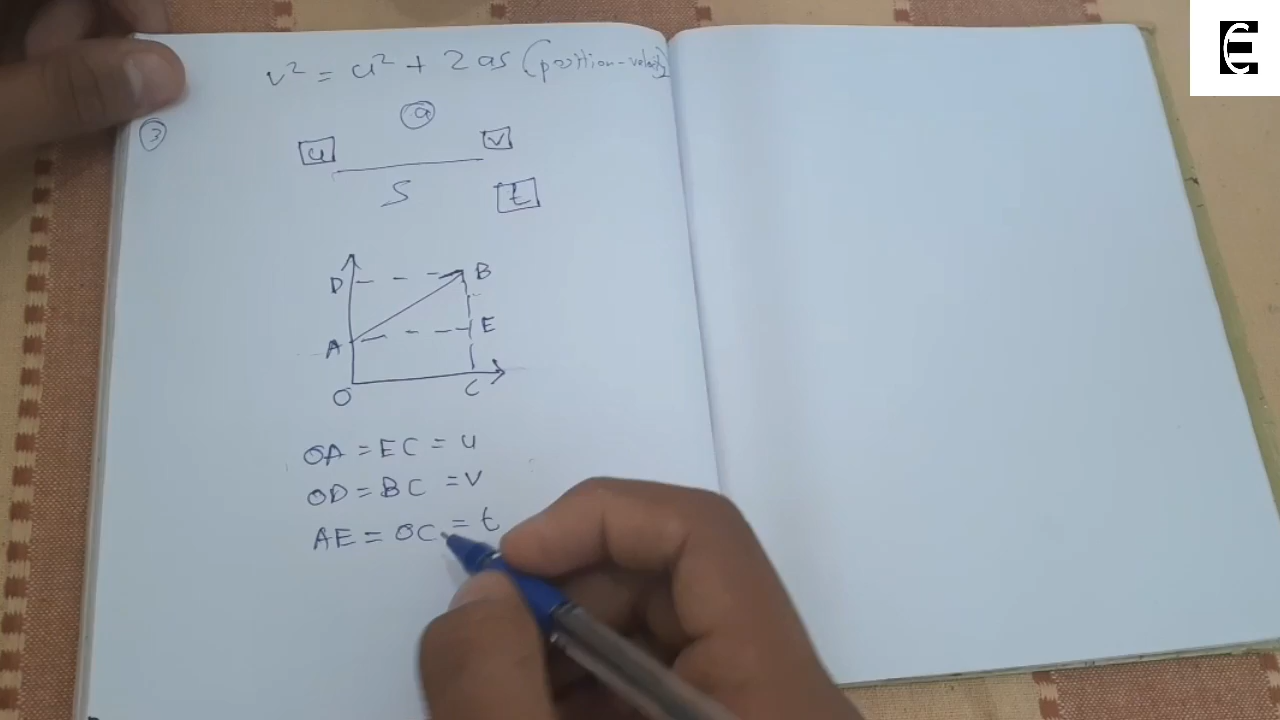 v² = u² + 2as (position-velocity)
③
a
u v
S t
D B
A E
O C
OA = EC = u
OD = BC = v
AE = OC = t
E